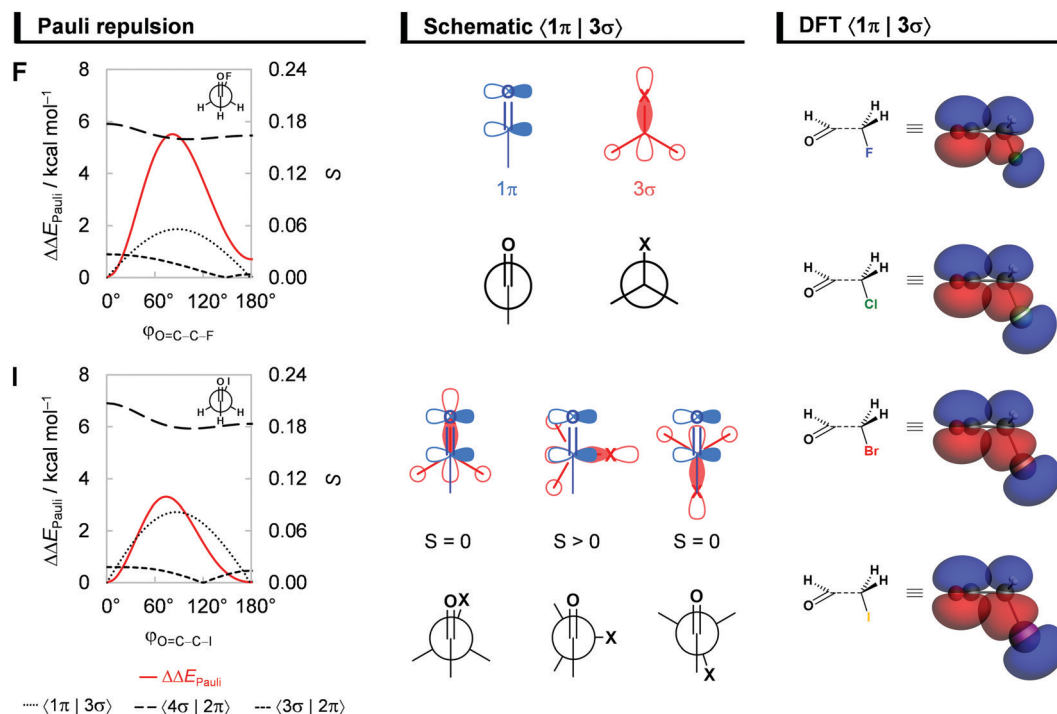 Pauli repulsion
F
ΔΔE_Pauli / kcal mol⁻¹
8
6
4
2
0
0.24
0.18
0.12
0.06
0.00
S
0° 60° 120° 180°
φO=C–C–F
O F
H H
H
I
ΔΔE_Pauli / kcal mol⁻¹
8
6
4
2
0
0.24
0.18
0.12
0.06
0.00
S
0° 60° 120° 180°
φO=C–C–I
O I
H H
H
— ΔΔE_Pauli
····· ⟨1π | 3σ⟩ – – ⟨4σ | 2π⟩ --- ⟨3σ | 2π⟩
Schematic ⟨1π | 3σ⟩
O X
1π 3σ
O X
O X O X O X
S = 0 S > 0 S = 0
O X O X O X
DFT ⟨1π | 3σ⟩
H H H
O F ≡
H H H
O Cl ≡
H H H
O Br ≡
H H H
O I ≡